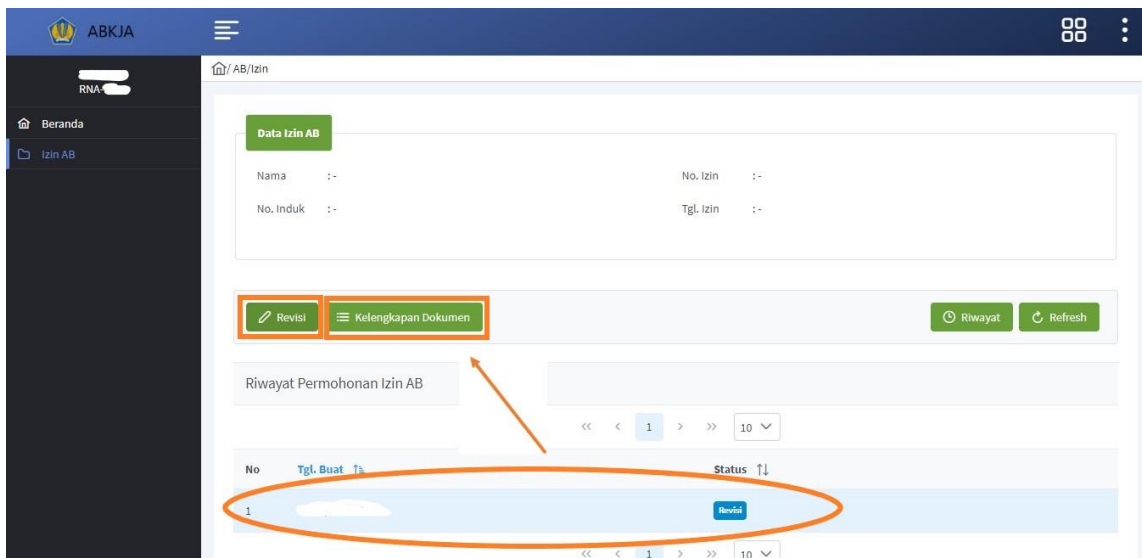 ABKJA
/ AB/Izin
RNA-
Beranda
Izin AB
Data Izin AB
Nama : -
No. Izin : -
No. Induk : -
Tgl. Izin : -
Revisi
Kelengkapan Dokumen
Riwayat
Refresh
Riwayat Permohonan Izin AB
<< < 1 > >> 10
No Tgl. Buat Status
1 Revisi
<< < 1 > >> 10